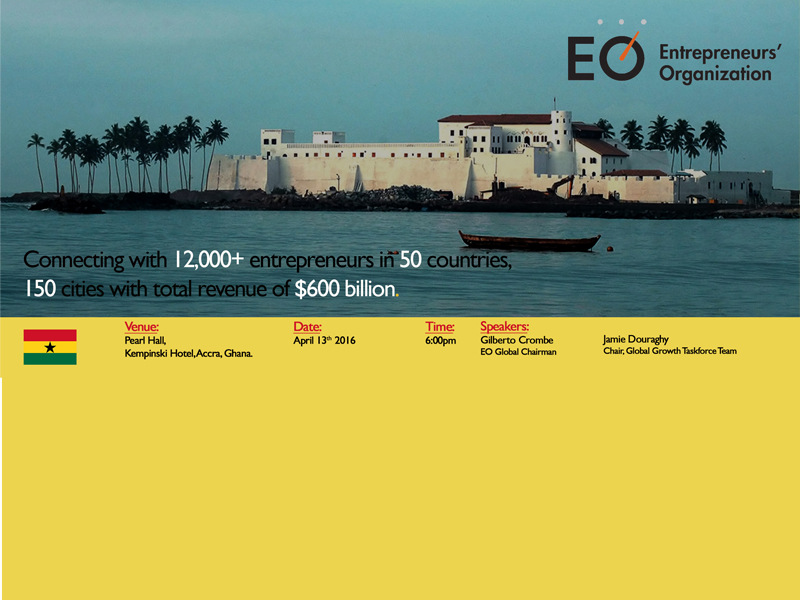 EO Entrepreneurs'
Organization
Connecting with 12,000+ entrepreneurs in 50 countries,
150 cities with total revenue of $600 billion.
Venue:
Pearl Hall,
Kempinski Hotel,Accra, Ghana.
Date:
April 13th 2016
Time:
6:00pm
Speakers:
Gilberto Crombe
EO Global Chairman
Jamie Douraghy
Chair, Global Growth Taskforce Team